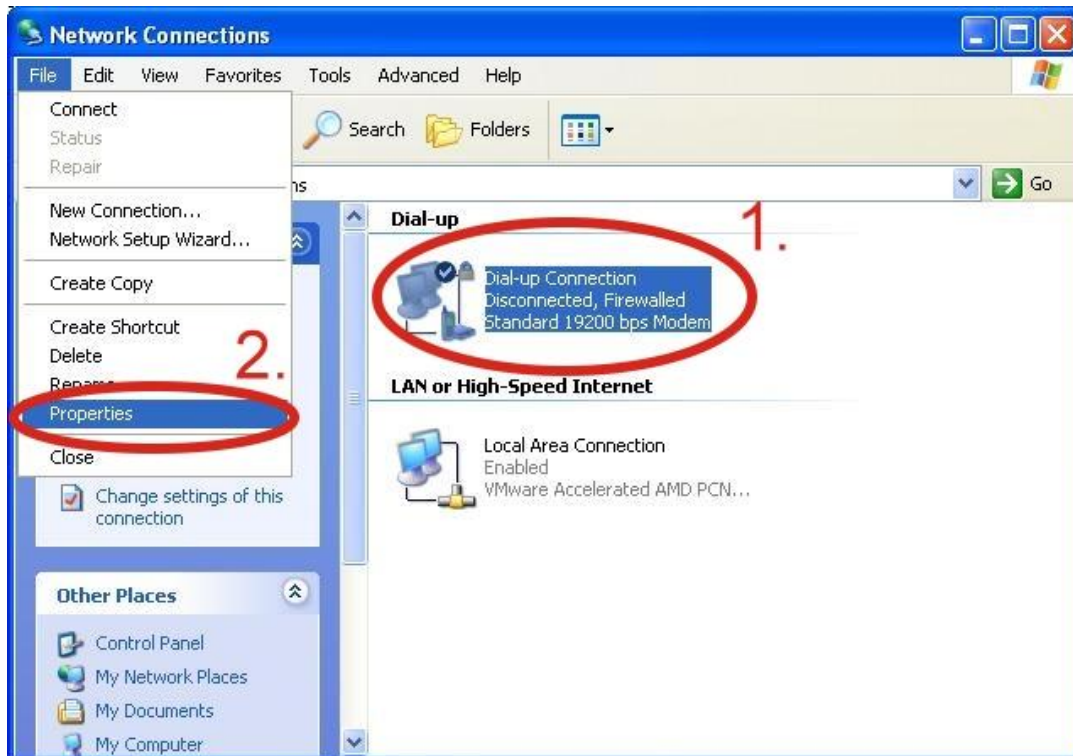 Network Connections
File Edit View Favorites Tools Advanced Help
Connect
Status
Repair
New Connection...
Network Setup Wizard...
Create Copy
Create Shortcut
Delete
Rename
Properties
Close
Search Folders
ns
Go
2.
Change settings of this
connection
Other Places
Control Panel
My Network Places
My Documents
My Computer
Dial-up
1.
Dial-up Connection
Disconnected, Firewalled
Standard 19200 bps Modem
LAN or High-Speed Internet
Local Area Connection
Enabled
VMware Accelerated AMD PCN...